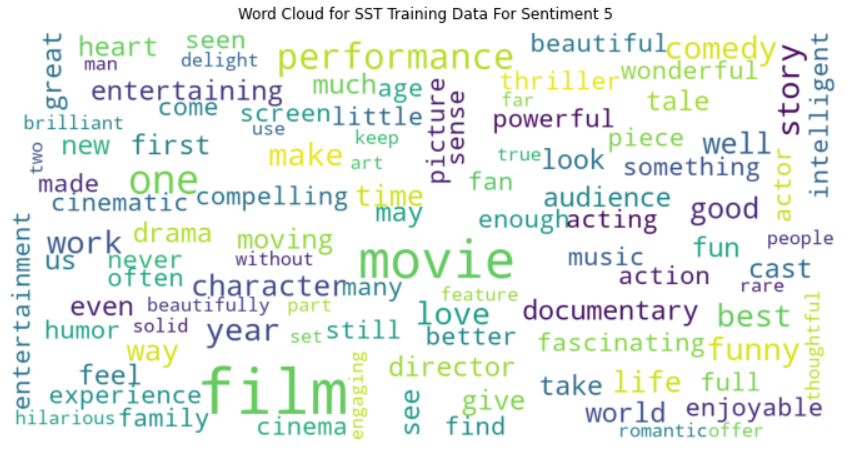 Word Cloud for SST Training Data For Sentiment 5
great
heart
man
seen
delight
performance
beautiful
comedy
story
intelligent
entertaining
much
age
thriller
wonderful
brilliant
come
screen
little
picture
sense
far
powerful
tale
use
keep
two
new
first
make
art
true
look
piece
well
something
actor
made
one
cinematic
compelling
time
fan
audience
good
may
enough
acting
work
drama
moving
movie
music
fun
people
us
never
often
without
action
cast
rare
entertainment
character
many
feature
even
beautifully
part
love
documentary
best
thoughtful
humor
solid
year
set
still
better
fascinating
funny
way
feel
film
engaging
director
take
life
full
experience
see
give
world
enjoyable
hilarious
family
cinema
find
romantic
offer